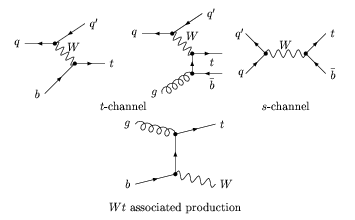 q q′ W t b
q q′ W t b̄ g
q′ q W t b̄
t-channel s-channel
g t b W
Wt associated production